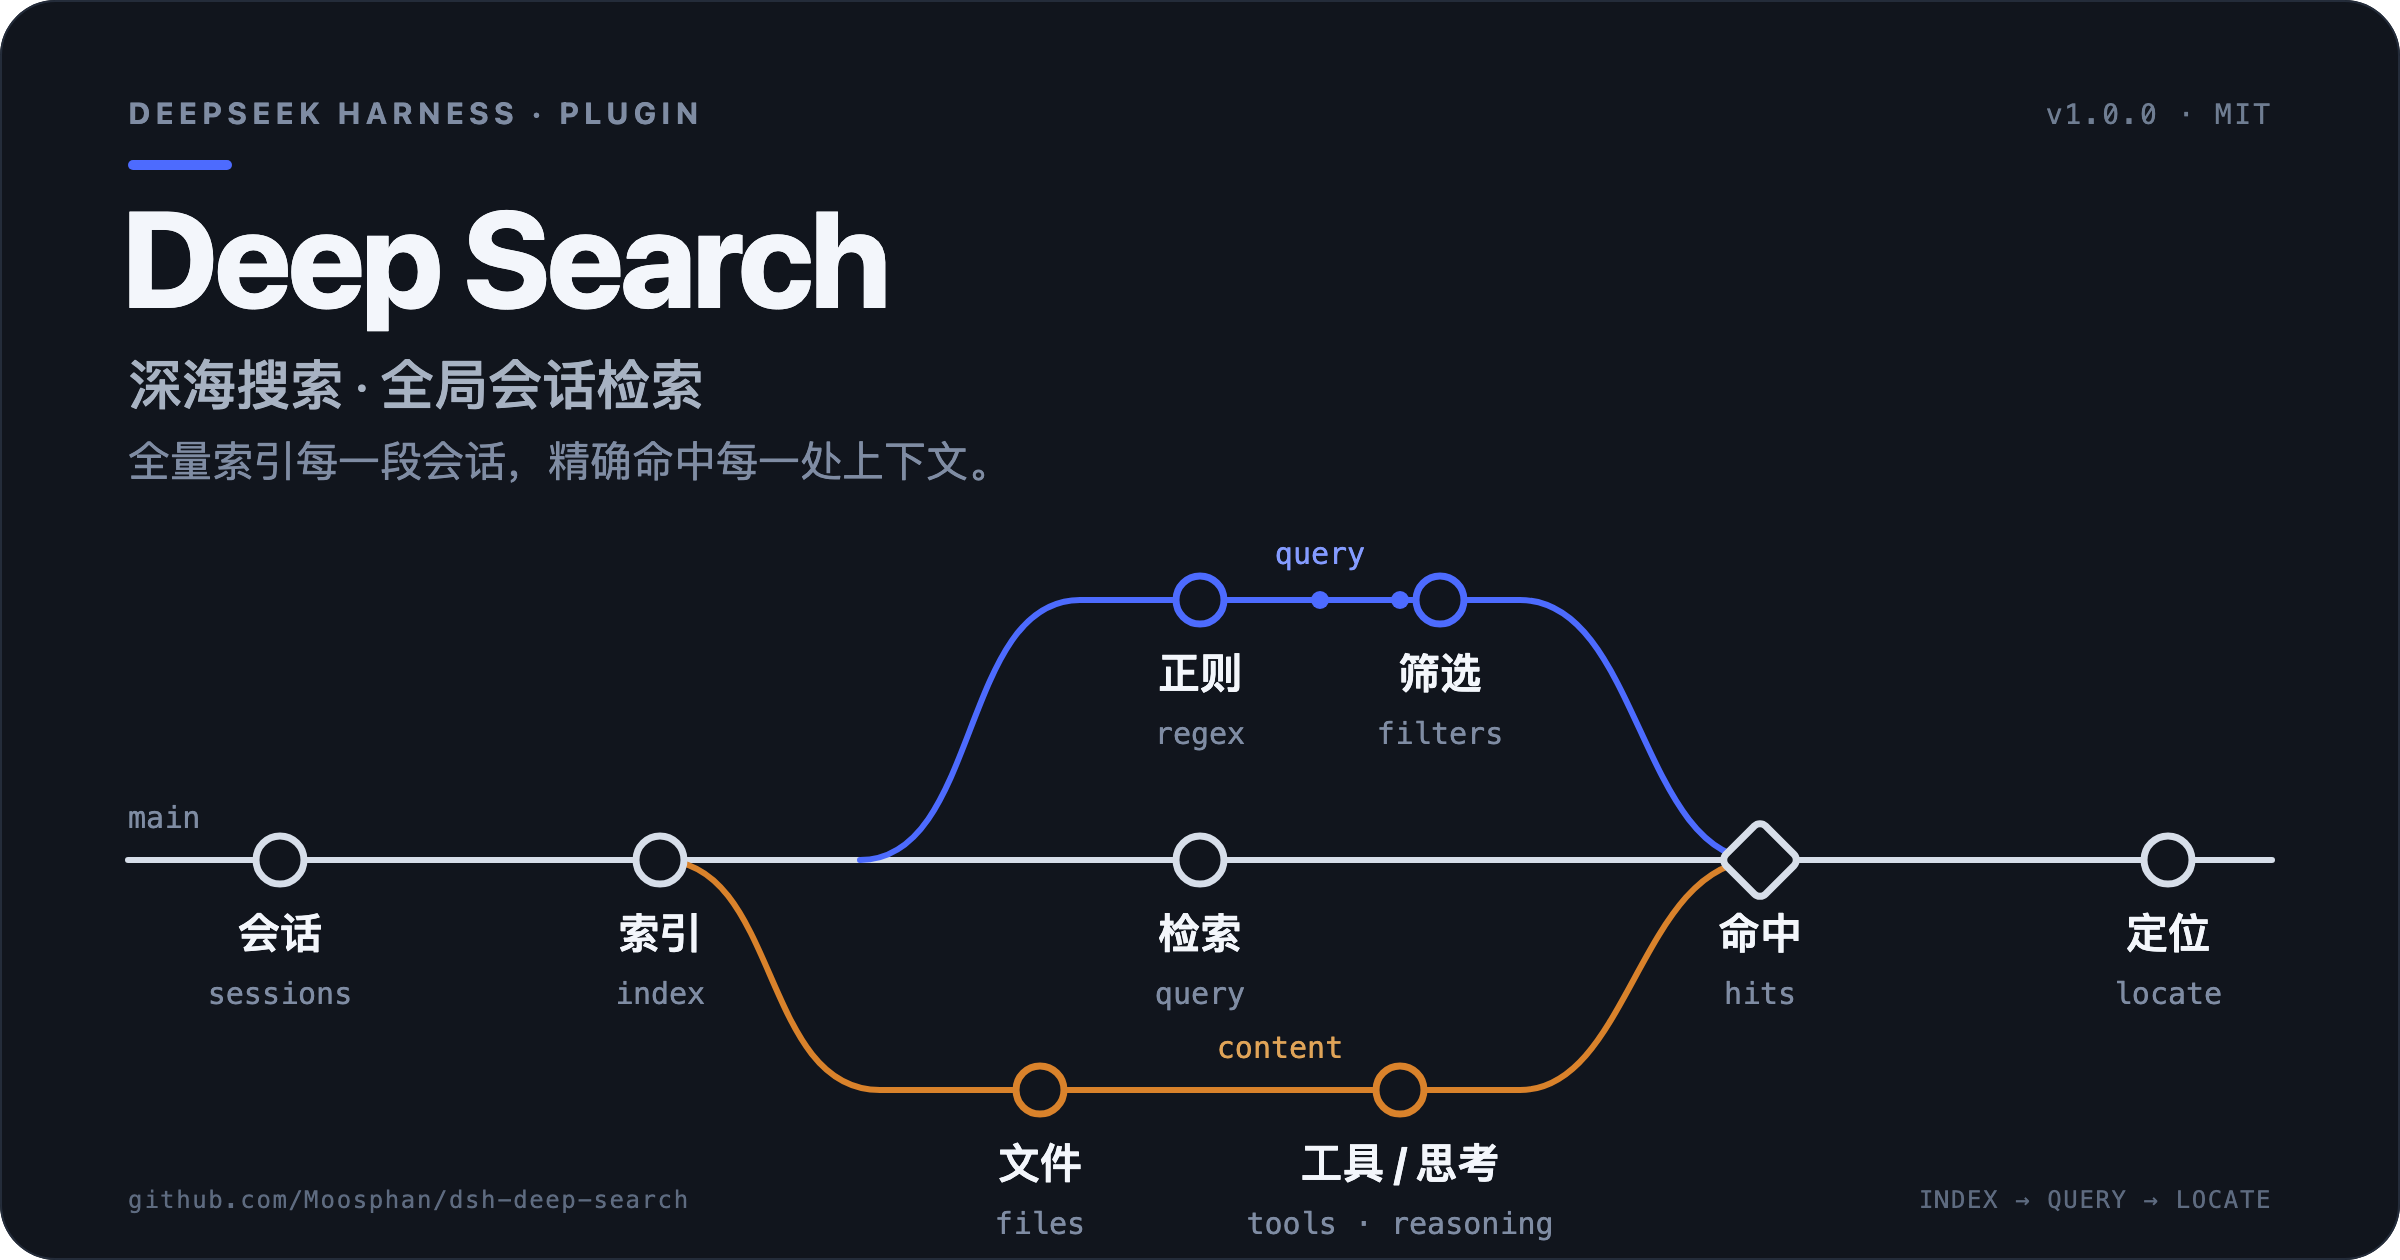 DEEPSEEK HARNESS · PLUGIN
v1.0.0 · MIT
Deep Search
深海搜索 · 全局会话检索
全量索引每一段会话，精确命中每一处上下文。
query
正则
筛选
regex
filters
main
会话
索引
检索
命中
定位
sessions
index
query
hits
locate
content
文件
工具 / 思考
files
tools · reasoning
github.com/Moosphan/dsh-deep-search
INDEX → QUERY → LOCATE